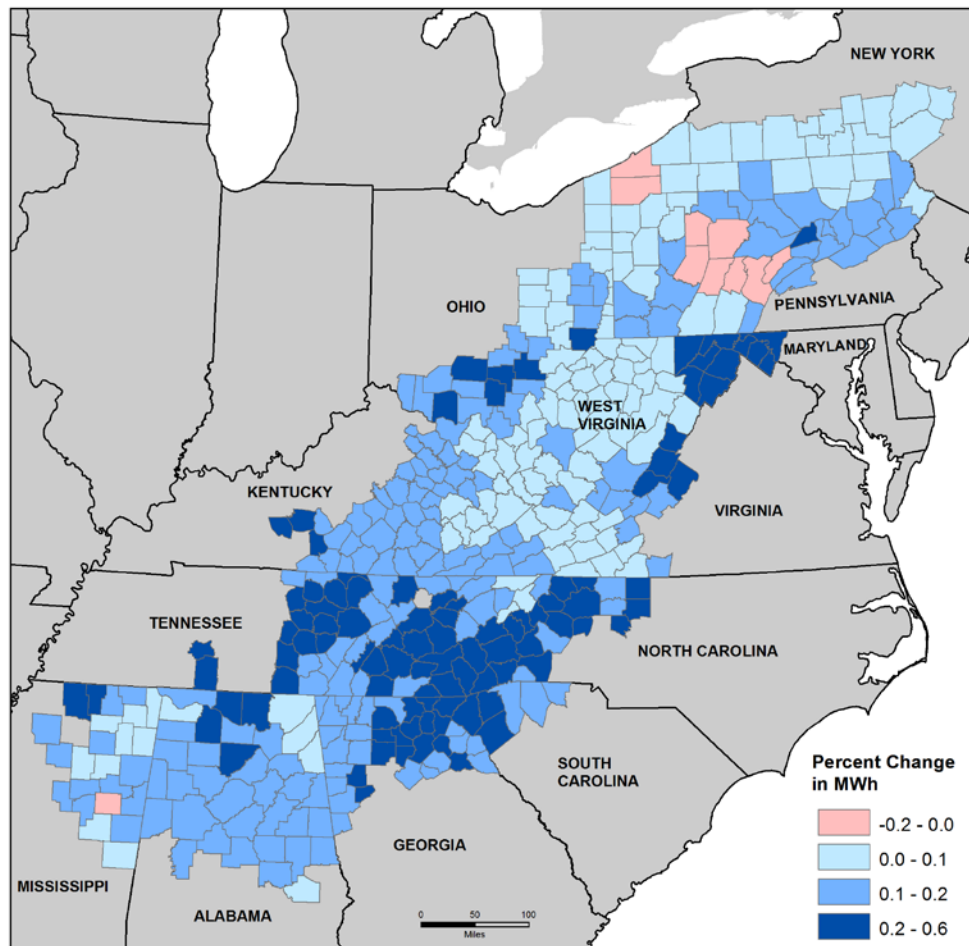 NEW YORK
PENNSYLVANIA
OHIO
MARYLAND
WEST
VIRGINIA
KENTUCKY
VIRGINIA
TENNESSEE
NORTH CAROLINA
SOUTH
CAROLINA
GEORGIA
MISSISSIPPI
ALABAMA
Percent Change
in MWh
-0.2 - 0.0
0.0 - 0.1
0.1 - 0.2
0.2 - 0.6
0 50 100
Miles